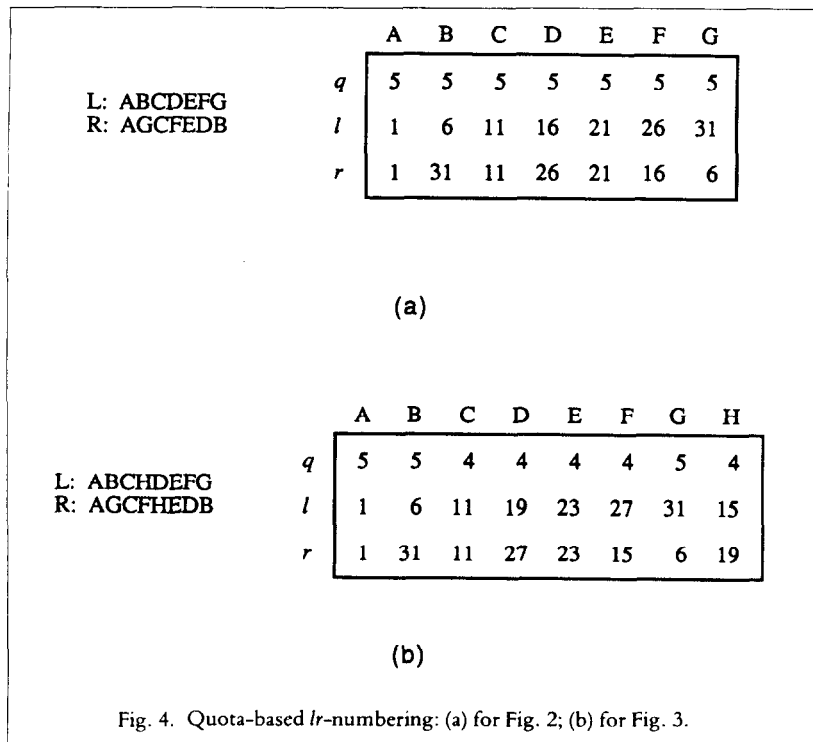 A B C D E F G
L: ABCDEFG
R: AGCFEDB
q 5 5 5 5 5 5 5
l 1 6 11 16 21 26 31
r 1 31 11 26 21 16 6
(a)
A B C D E F G H
L: ABCHDEFG
R: AGCFHEDB
q 5 5 4 4 4 4 5 4
l 1 6 11 19 23 27 31 15
r 1 31 11 27 23 15 6 19
(b)
Fig. 4. Quota-based lr-numbering: (a) for Fig. 2; (b) for Fig. 3.